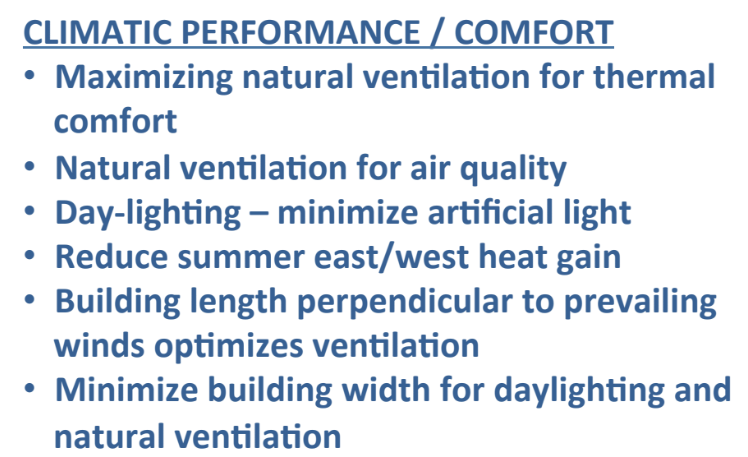 CLIMATIC PERFORMANCE / COMFORT
• Maximizing natural ventilation for thermal
comfort
• Natural ventilation for air quality
• Day-lighting – minimize artificial light
• Reduce summer east/west heat gain
• Building length perpendicular to prevailing
winds optimizes ventilation
• Minimize building width for daylighting and
natural ventilation